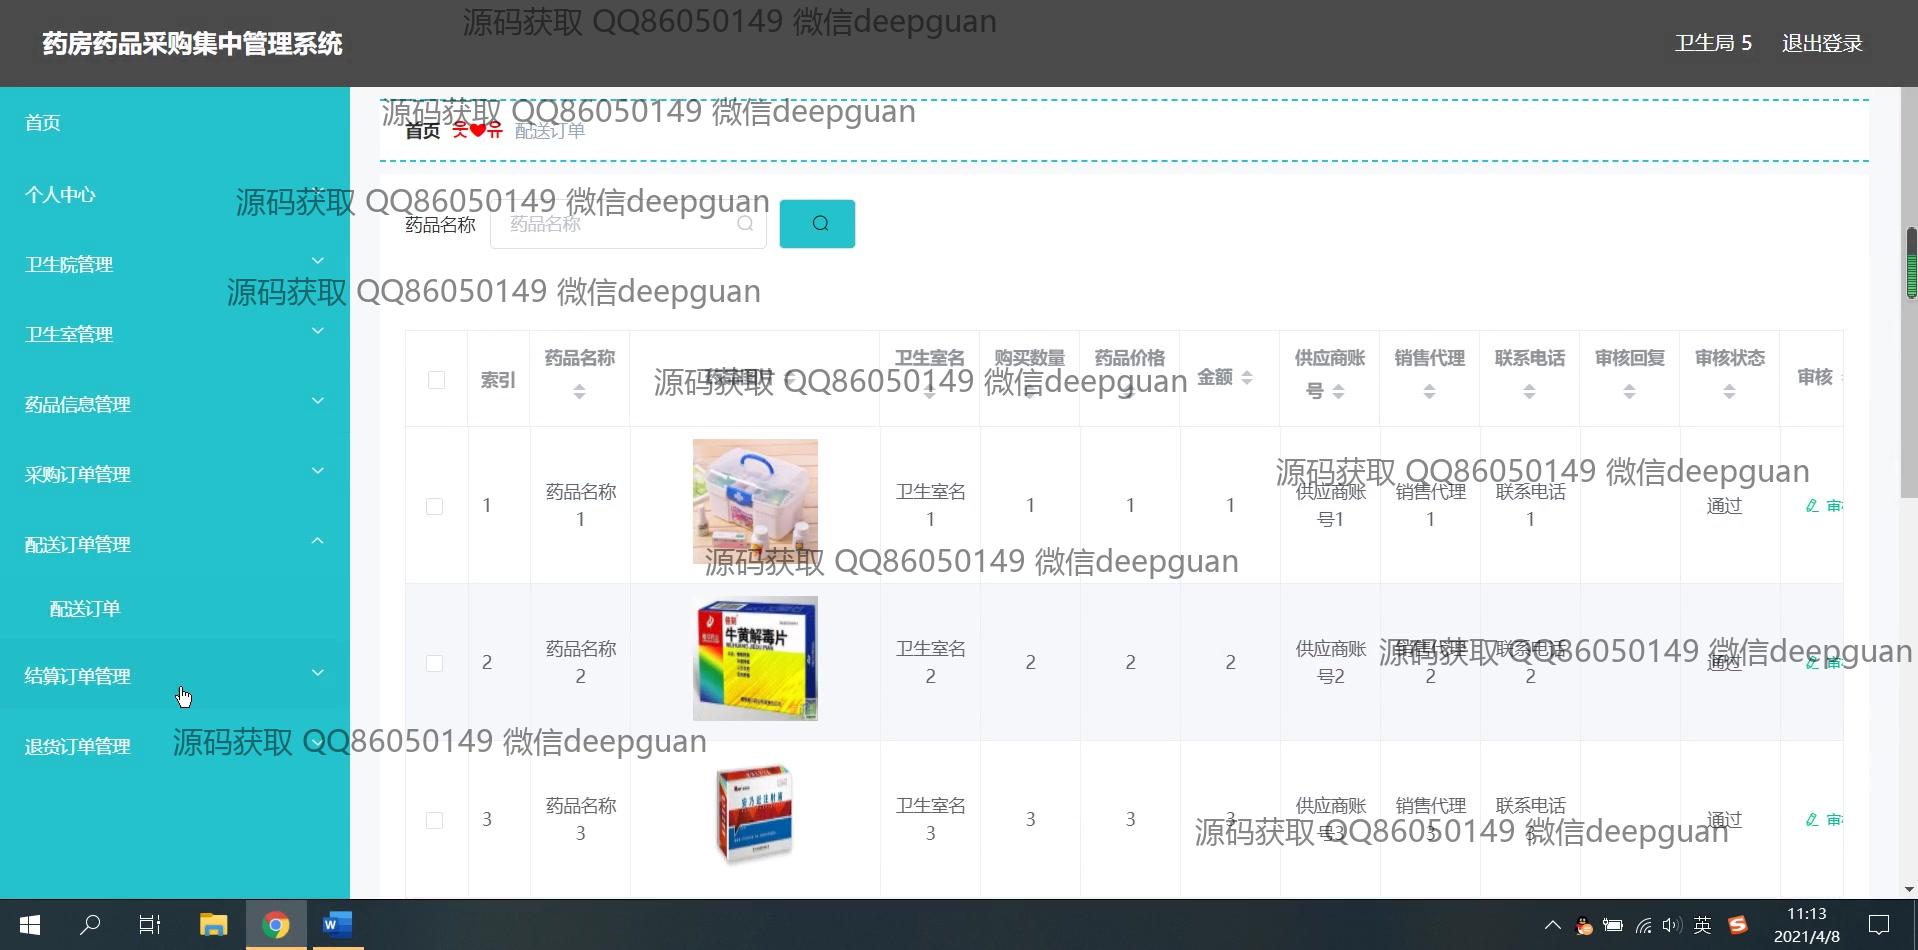 源码获取 QQ86050149 微信deepguan
药房药品采购集中管理系统
卫生局 5 退出登录
源码获取 QQ86050149 微信deepguan
首页
首页 웃❤유 配送订单
个人中心
源码获取 QQ86050149 微信deepguan
药品名称 药品名称
卫生院管理
源码获取 QQ86050149 微信deepguan
卫生室管理
药品信息管理
采购订单管理
配送订单管理
配送订单
结算订单管理
退货订单管理
索引 药品名称 药品图片 卫生室名 购买数量 药品价格 金额 供应商账号 销售代理 联系电话 审核回复 审核状态 审核
源码获取 QQ86050149 微信deepguan
源码获取 QQ86050149 微信deepguan
1 药品名称1 卫生室名1 1 1 1 供应商账号1 销售代理1 联系电话1 通过
源码获取 QQ86050149 微信deepguan
牛黄解毒片
NIUHUANG JIEDU PIAN
2 药品名称2 卫生室名2 2 2 2 供应商账号2 销售代理2 联系电话2 通过
源码获取 QQ86050149 微信deepguan
源码获取 QQ86050149 微信deepguan
安乃近注射液
3 药品名称3 卫生室名3 3 3 3 供应商账号3 销售代理3 联系电话3 通过
源码获取 QQ86050149 微信deepguan
英
11:13
2021/4/8